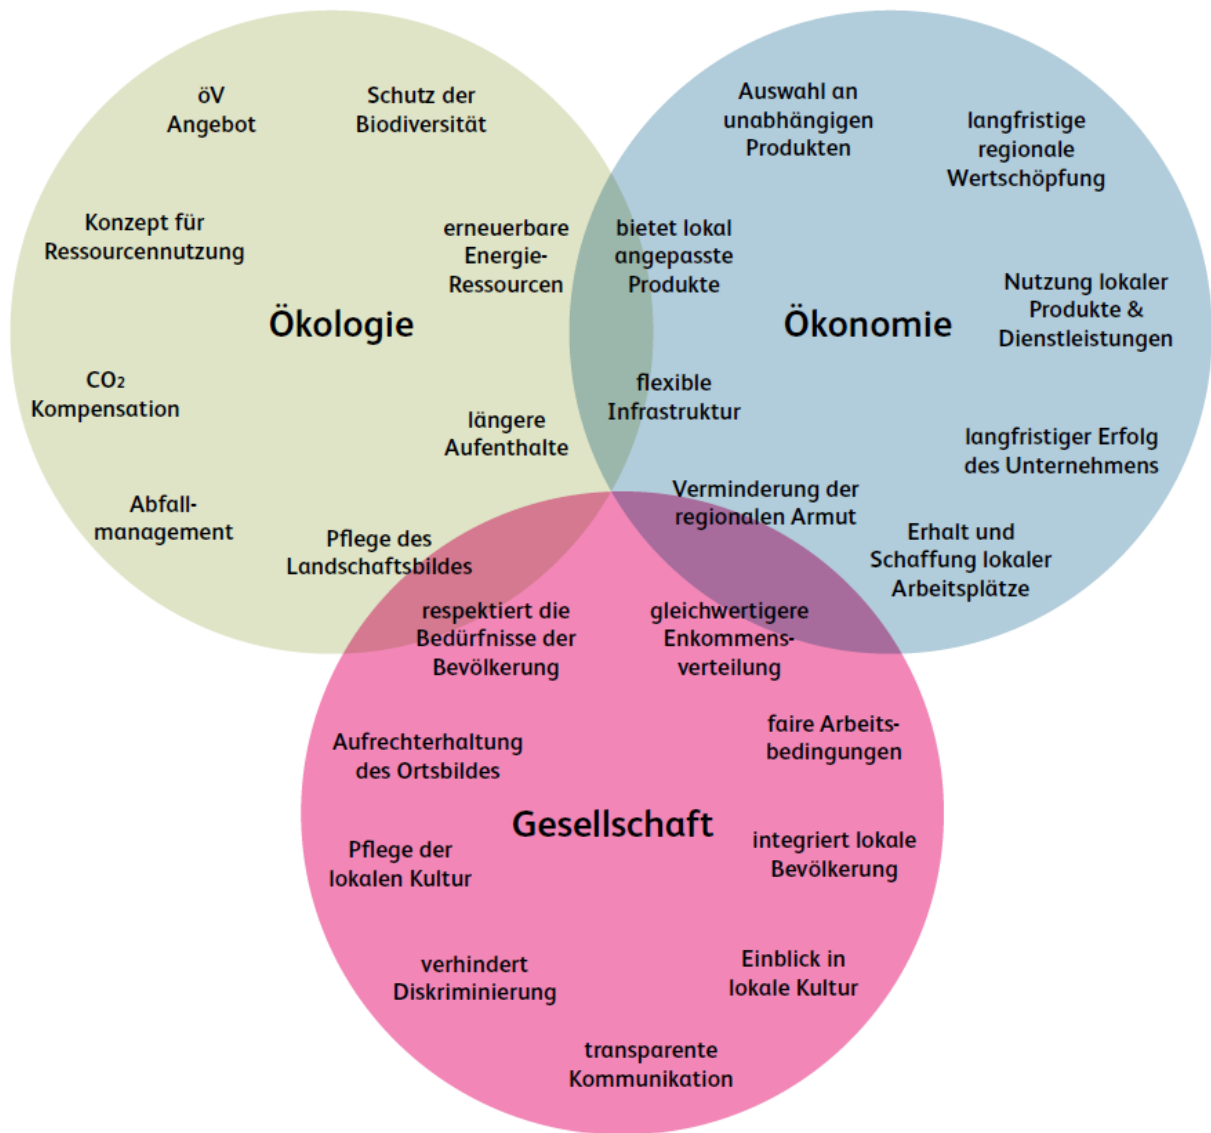 öV
Angebot
Schutz der
Biodiversität
Konzept für
Ressourcennutzung
erneuerbare
Energie-
Ressourcen
Ökologie
CO₂
Kompensation
längere
Aufenthalte
Abfall-
management
Pflege des
Landschaftsbildes
Auswahl an
unabhängigen
Produkten
langfristige
regionale
Wertschöpfung
bietet lokal
angepasste
Produkte
Nutzung lokaler
Produkte &
Dienstleistungen
Ökonomie
flexible
Infrastruktur
langfristiger Erfolg
des Unternehmens
Verminderung der
regionalen Armut
Erhalt und
Schaffung lokaler
Arbeitsplätze
respektiert die
Bedürfnisse der
Bevölkerung
gleichwertigere
Enkommens-
verteilung
faire Arbeits-
bedingungen
Aufrechterhaltung
des Ortsbildes
Gesellschaft
Pflege der
lokalen Kultur
integriert lokale
Bevölkerung
verhindert
Diskriminierung
Einblick in
lokale Kultur
transparente
Kommunikation